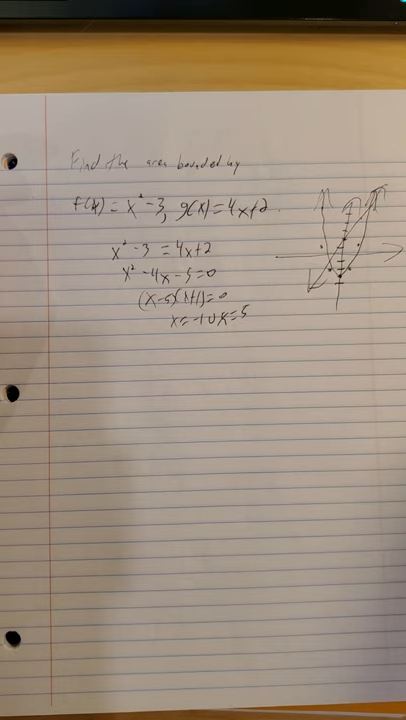 Find the area bounded by
f(x) = x² - 3, g(x) = 4x+2.
x² - 3 = 4x+2
x² - 4x - 5 = 0
(x-5)(x+1) = 0
x = -1 U x = 5